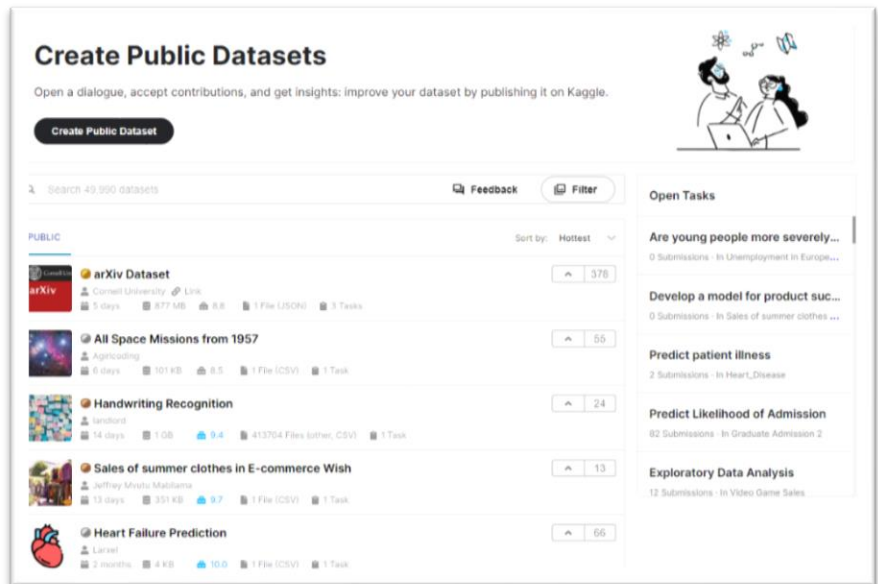 Create Public Datasets
Open a dialogue, accept contributions, and get insights: improve your dataset by publishing it on Kaggle.
Create Public Dataset
Search 49,990 datasets
Feedback
Filter
PUBLIC
Sort by: Hottest
arXiv
arXiv Dataset
Cornell University Link
5 days 877 MB 8.8 1 File (JSON) 3 Tasks
378
All Space Missions from 1957
Agirlcoding
6 days 101 KB 8.5 1 File (CSV) 1 Task
55
Handwriting Recognition
landlord
14 days 1 GB 9.4 413704 Files (other, CSV) 1 Task
24
Sales of summer clothes in E-commerce Wish
Jeffrey Mvutu Mabilama
13 days 351 KB 9.7 1 File (CSV) 1 Task
13
Heart Failure Prediction
Larxel
2 months 4 KB 10.0 1 File (CSV) 1 Task
66
Open Tasks
Are young people more severely...
0 Submissions · In Unemployment in Europe...
Develop a model for product suc...
0 Submissions · In Sales of summer clothes ...
Predict patient illness
2 Submissions · In Heart_Disease
Predict Likelihood of Admission
82 Submissions · In Graduate Admission 2
Exploratory Data Analysis
12 Submissions · In Video Game Sales